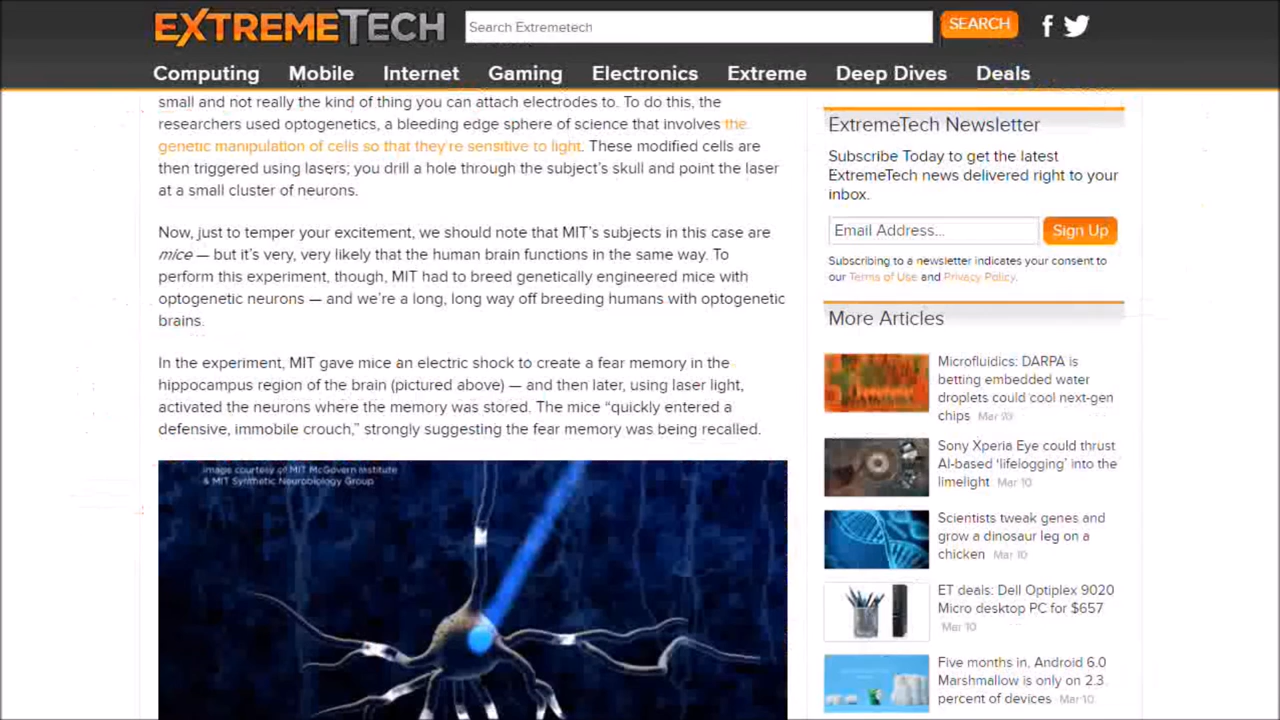 EXTREMETECH
Search Extremetech
SEARCH
Computing
Mobile
Internet
Gaming
Electronics
Extreme
Deep Dives
Deals
small and not really the kind of thing you can attach electrodes to. To do this, the
researchers used optogenetics, a bleeding edge sphere of science that involves the
genetic manipulation of cells so that they're sensitive to light. These modified cells are
then triggered using lasers; you drill a hole through the subject's skull and point the laser
at a small cluster of neurons.
Now, just to temper your excitement, we should note that MIT's subjects in this case are
mice — but it's very, very likely that the human brain functions in the same way. To
perform this experiment, though, MIT had to breed genetically engineered mice with
optogenetic neurons — and we're a long, long way off breeding humans with optogenetic
brains.
In the experiment, MIT gave mice an electric shock to create a fear memory in the
hippocampus region of the brain (pictured above) — and then later, using laser light,
activated the neurons where the memory was stored. The mice “quickly entered a
defensive, immobile crouch,” strongly suggesting the fear memory was being recalled.
image courtesy of MIT McGovern Institute
& MIT Synthetic Neurobiology Group
ExtremeTech Newsletter
Subscribe Today to get the latest
ExtremeTech news delivered right to your
inbox.
Email Address...
Sign Up
Subscribing to a newsletter indicates your consent to
our Terms of Use and Privacy Policy.
More Articles
Microfluidics: DARPA is
betting embedded water
droplets could cool next-gen
chips Mar 10
Sony Xperia Eye could thrust
AI-based ‘lifelogging’ into the
limelight Mar 10
Scientists tweak genes and
grow a dinosaur leg on a
chicken Mar 10
ET deals: Dell Optiplex 9020
Micro desktop PC for $657
Mar 10
Five months in, Android 6.0
Marshmallow is only on 2.3
percent of devices Mar 10